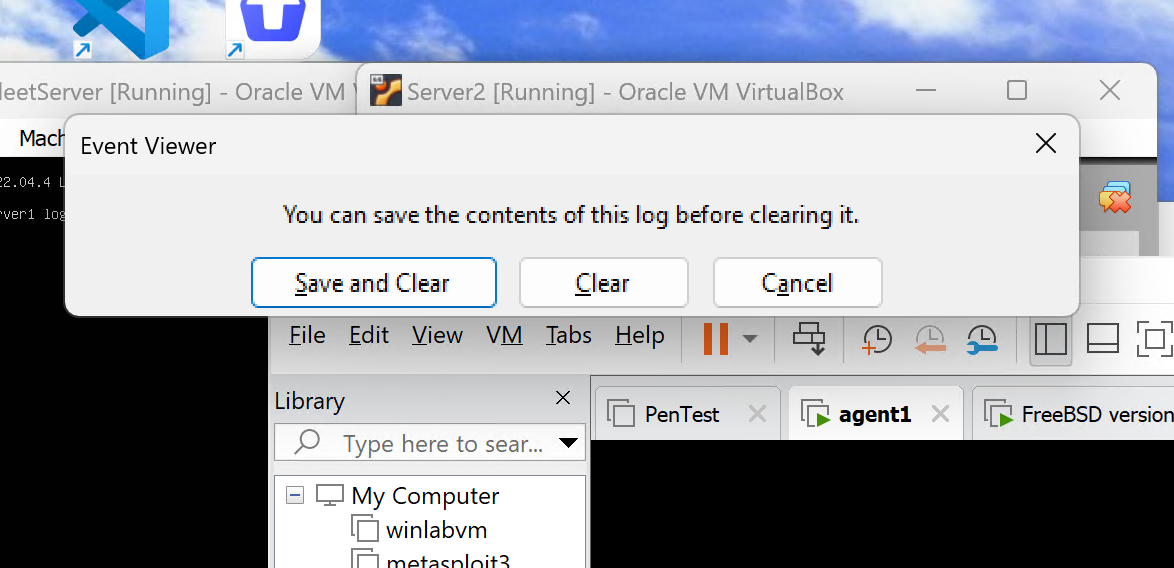 leetServer [Running] - Oracle VM
Server2 [Running] - Oracle VM VirtualBox
Mach
Event Viewer
22.04.4 L
rver1 log
You can save the contents of this log before clearing it.
Save and Clear
Clear
Cancel
File Edit View VM Tabs Help
Library
PenTest
agent1
FreeBSD version
Type here to sear...
My Computer
winlabvm
metasploit3